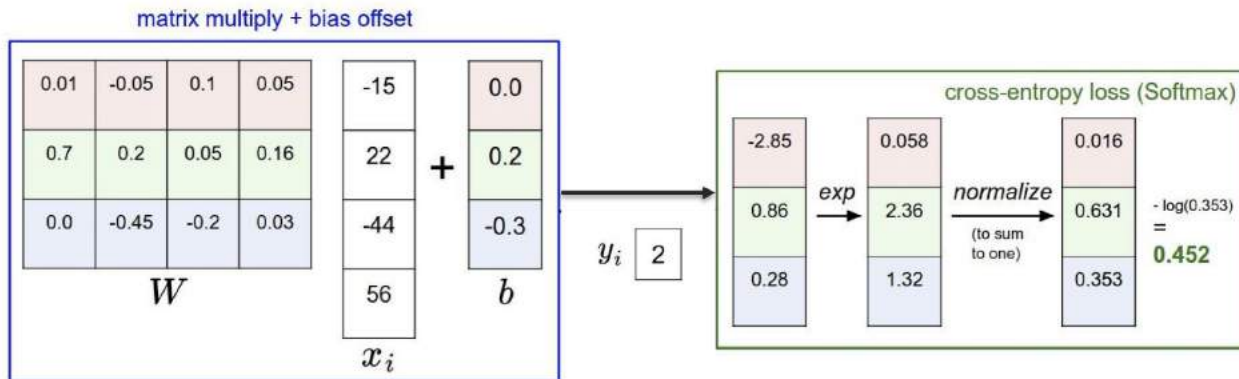 matrix multiply + bias offset
0.01 -0.05 0.1 0.05
0.7 0.2 0.05 0.16
0.0 -0.45 -0.2 0.03
W
-15
22
-44
56
x_i
+
0.0
0.2
-0.3
b
y_i 2
cross-entropy loss (Softmax)
-2.85
0.86
0.28
exp
0.058
2.36
1.32
normalize
(to sum
to one)
0.016
0.631
0.353
- log(0.353)
=
0.452